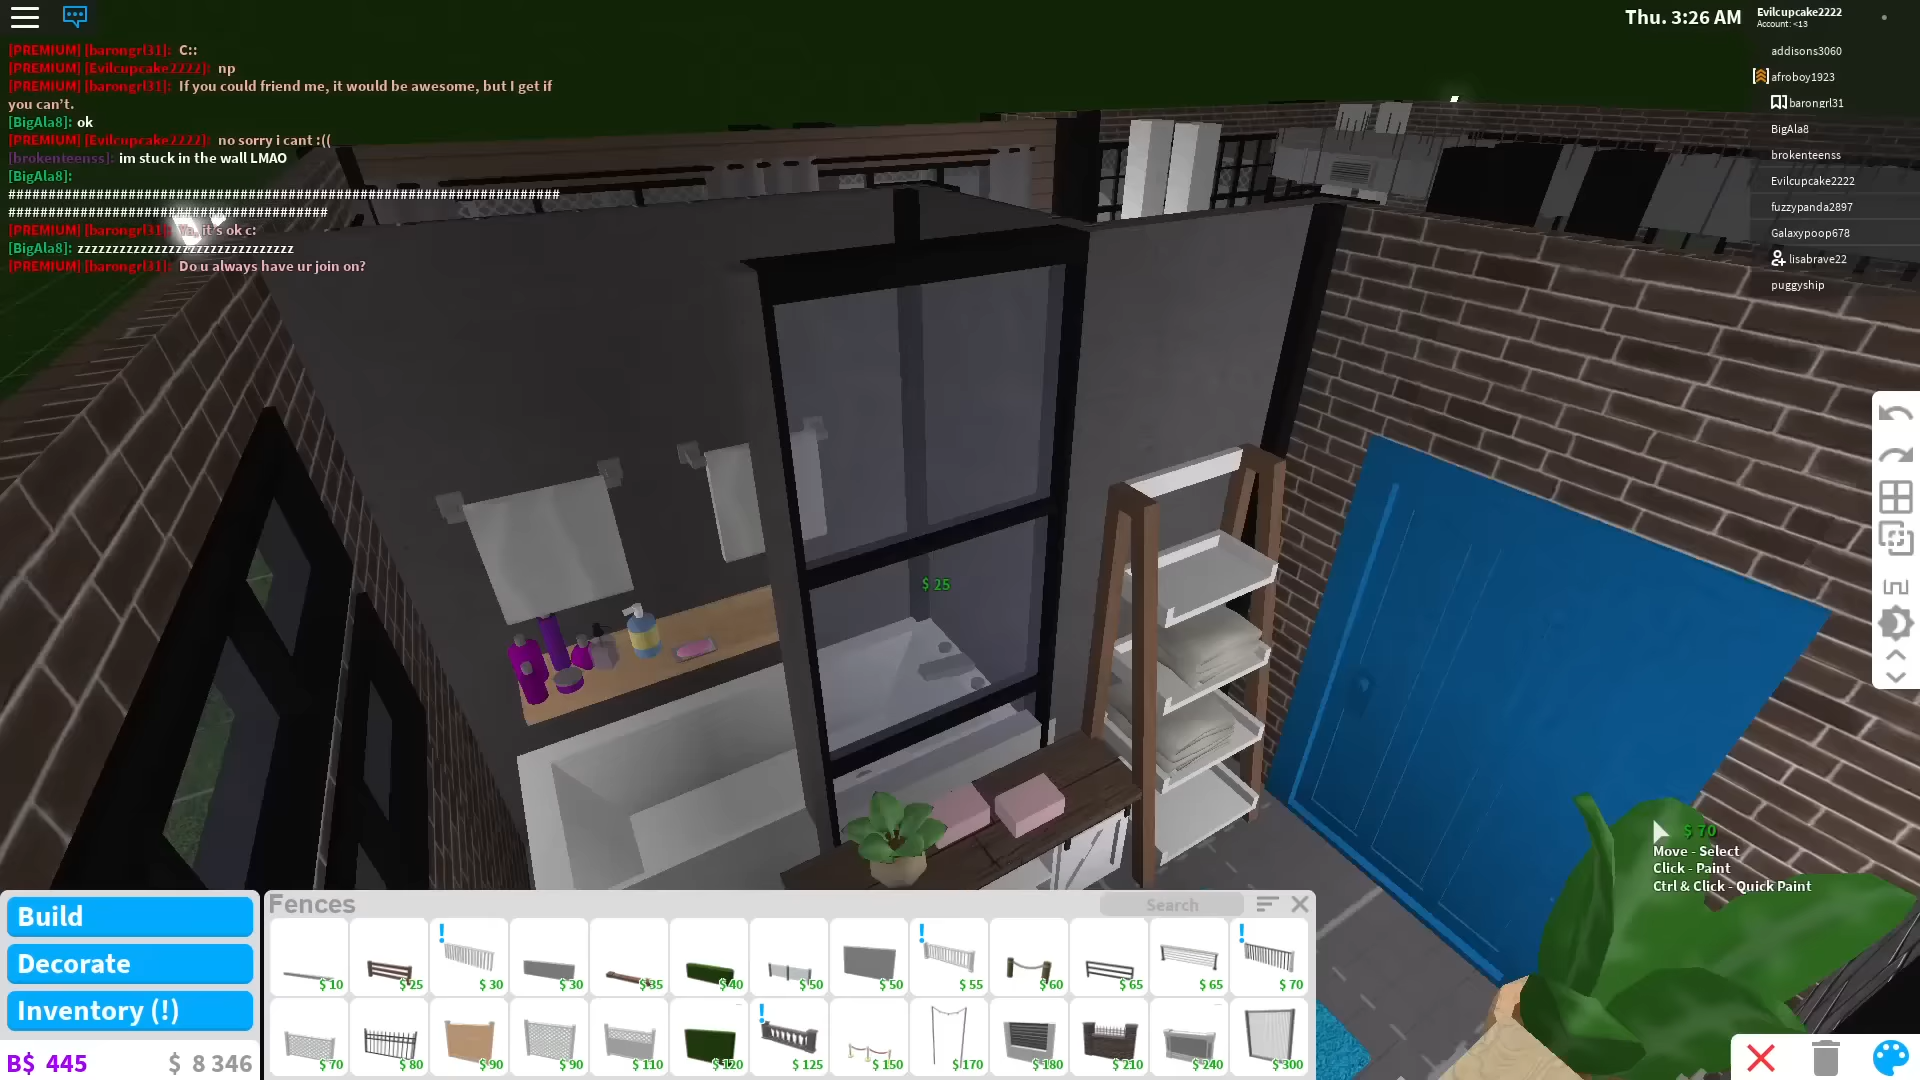 Thu. 3:26 AM
Evilcupcake2222
Account: <13
addisons3060
afroboy1923
barongrl31
BigAla8
brokenteenss
Evilcupcake2222
fuzzypanda2897
Galaxypoop678
lisabrave22
puggyship
[PREMIUM] [barongrl31]: C::
[PREMIUM] [Evilcupcake2222]: np
[PREMIUM] [barongrl31]: If you could friend me, it would be awesome, but I get if
you can't.
[BigAla8]: ok
[PREMIUM] [Evilcupcake2222]: no sorry i cant :((
[brokenteenss]: im stuck in the wall LMAO
[BigAla8]:
#####################################################################
########################################
[PREMIUM] [barongrl31]: Ya, it's ok c:
[BigAla8]: zzzzzzzzzzzzzzzzzzzzzzzzzzzzzzz
[PREMIUM] [barongrl31]: Do u always have ur join on?
$ 25
$ 70
Move - Select
Click - Paint
Ctrl & Click - Quick Paint
Build
Decorate
Inventory (!)
B$ 445 $ 8 346
Fences Search
$ 10 $ 25 $ 30 $ 30 $ 35 $ 40 $ 50 $ 50 $ 55 $ 60 $ 65 $ 65 $ 70
$ 70 $ 80 $ 90 $ 90 $ 110 $ 120 $ 125 $ 150 $ 170 $ 180 $ 210 $ 240 $ 300